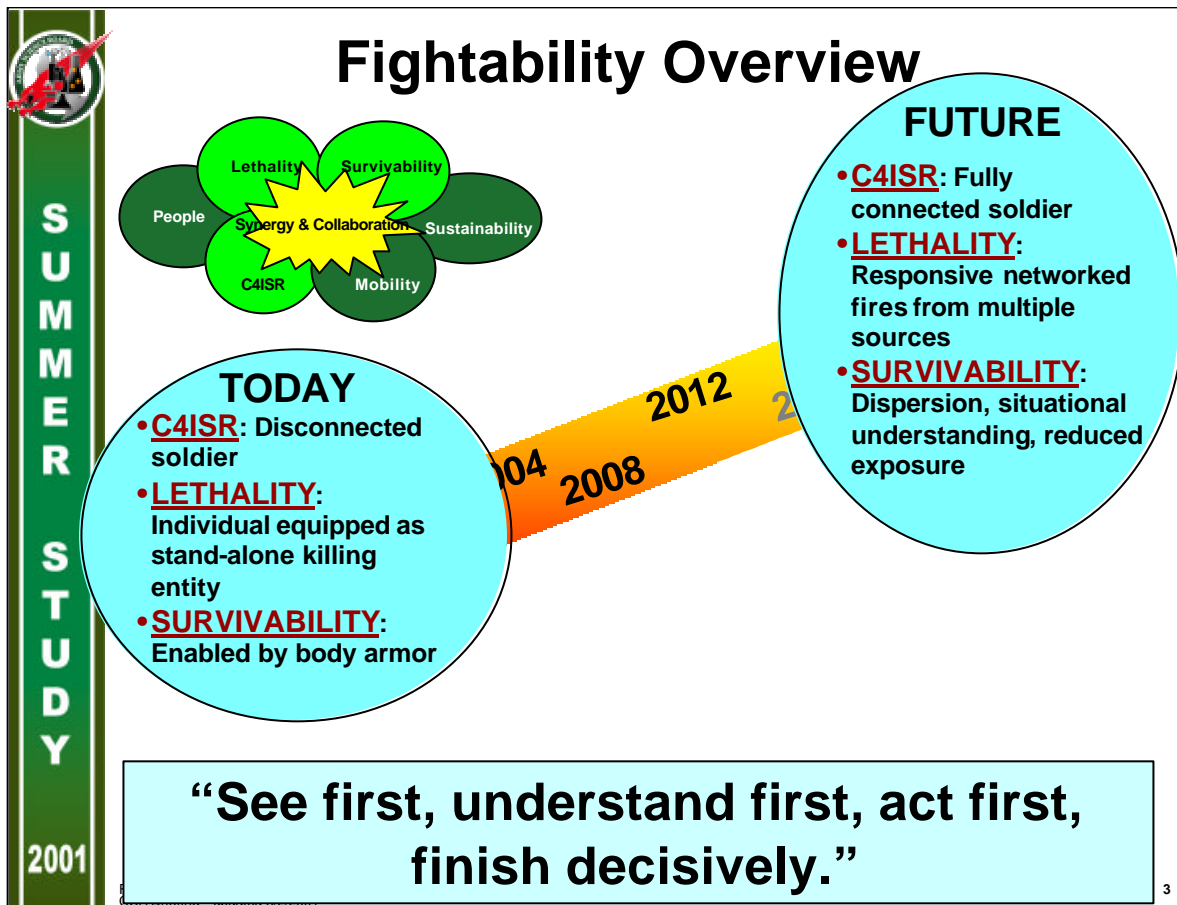 Fightability Overview
SUMMER STUDY
2001
Lethality
Survivability
People
Synergy & Collaboration
Sustainability
C4ISR
Mobility
TODAY
•C4ISR: Disconnected
soldier
•LETHALITY:
Individual equipped as
stand-alone killing
entity
•SURVIVABILITY:
Enabled by body armor
004
2008
2012
2
FUTURE
•C4ISR: Fully
connected soldier
•LETHALITY:
Responsive networked
fires from multiple
sources
•SURVIVABILITY:
Dispersion, situational
understanding, reduced
exposure
“See first, understand first, act first,
finish decisively.”
3